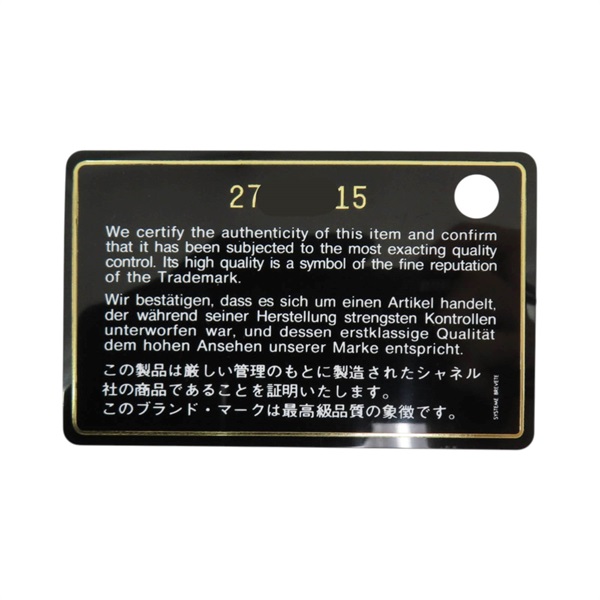 27 15
We certify the authenticity of this item and confirm
that it has been subjected to the most exacting quality
control. Its high quality is a symbol of the fine reputation
of the Trademark.
Wir bestätigen, dass es sich um einen Artikel handelt,
der während seiner Herstellung strengsten Kontrollen
unterworfen war, und dessen erstklassige Qualität
dem hohen Ansehen unserer Marke entspricht.
この製品は厳しい管理のもとに製造されたシャネル
社の商品であることを証明いたします。
このブランド・マークは最高級品質の象徴です。
SYSTEME BREVETE